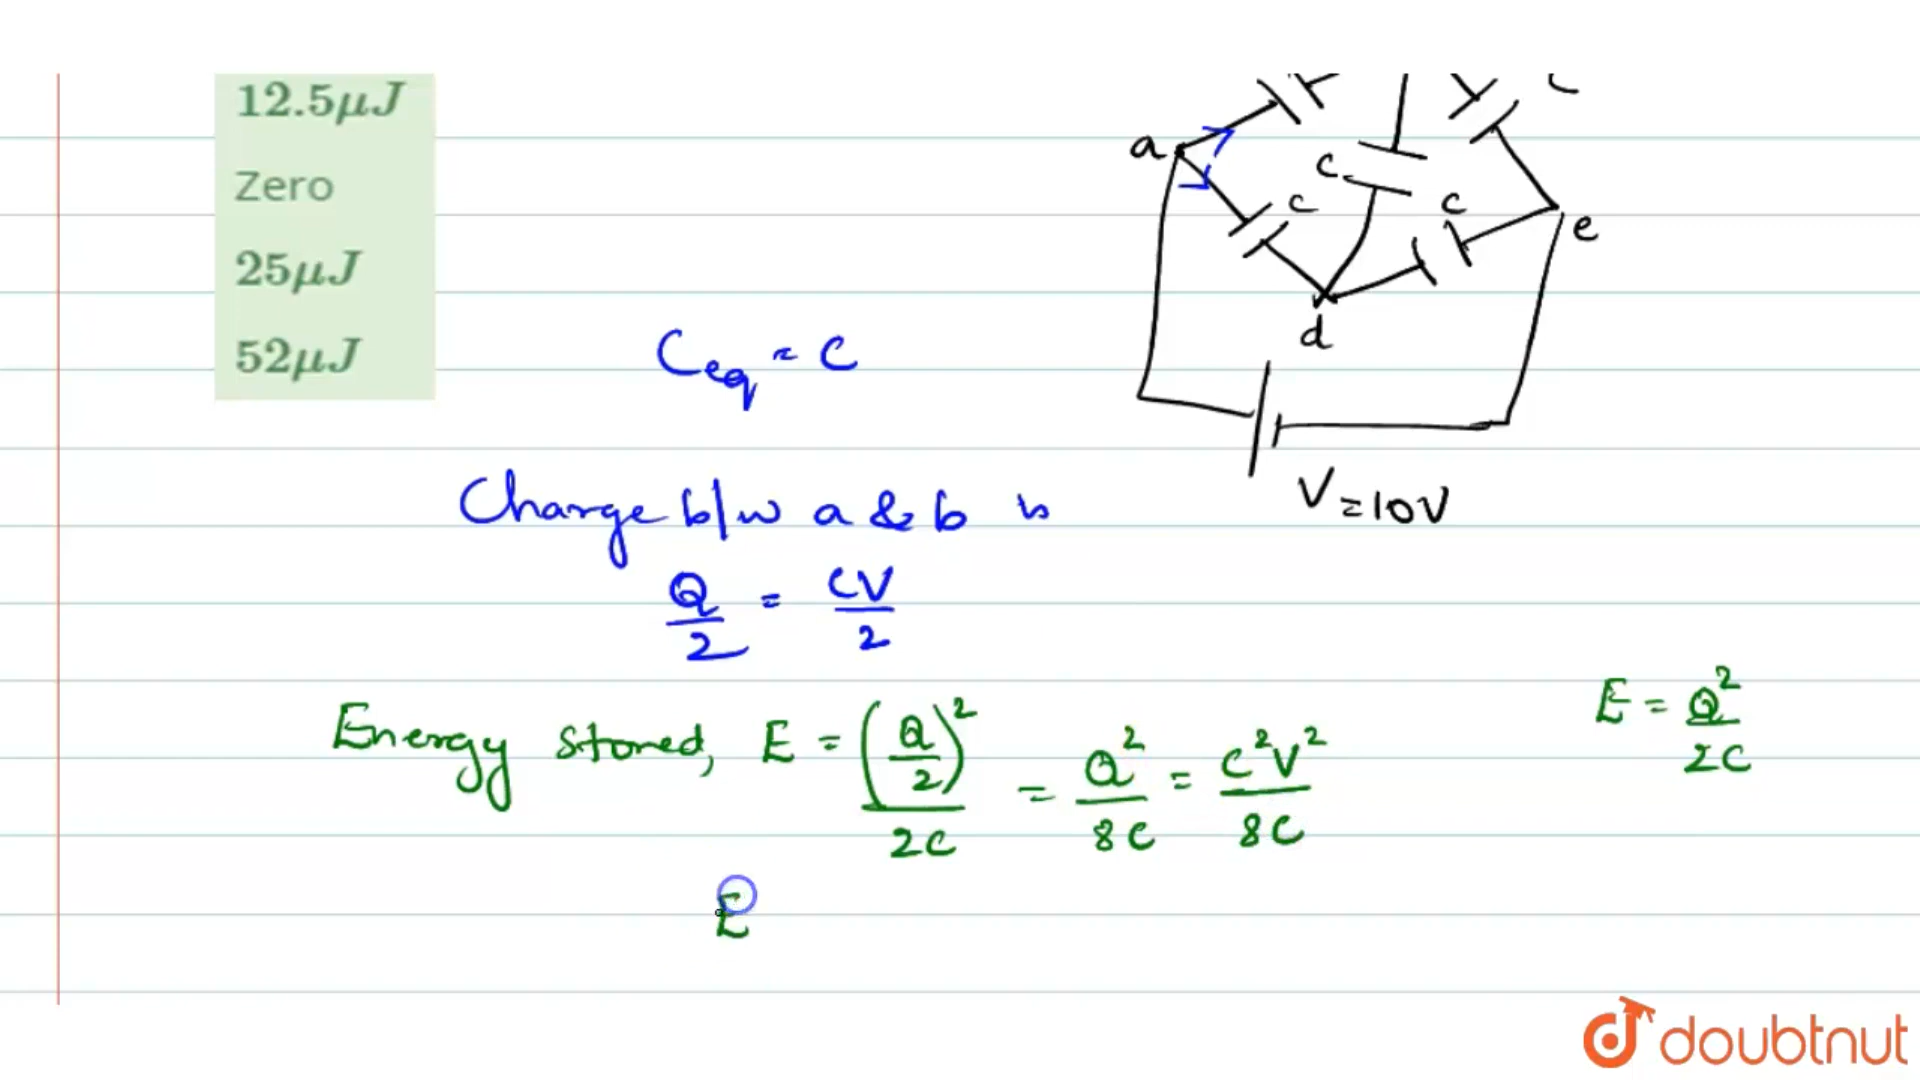 12.5μJ
Zero
25μJ
52μJ
a
c
c
c
e
d
V=10V
Ceq = C
Charge b/w a & b is
Q/2 = CV/2
Energy stored, E = (Q/2)²/2C = Q²/8C = C²V²/8C
E = Q²/2C
E
doubtnut